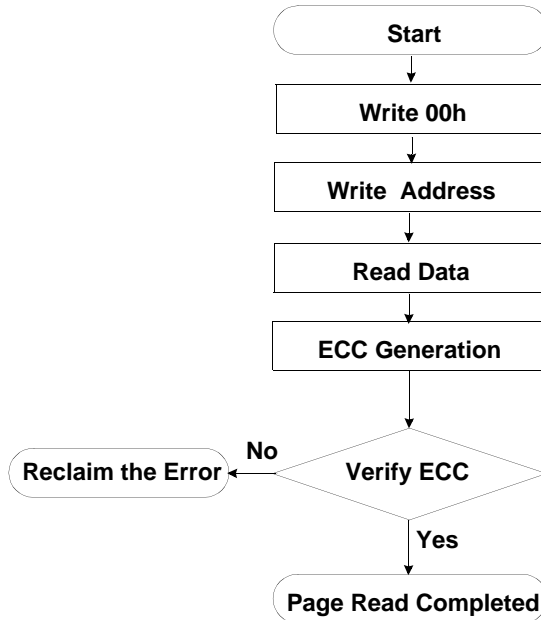 Start
Write 00h
Write Address
Read Data
ECC Generation
No
Reclaim the Error
Verify ECC
Yes
Page Read Completed